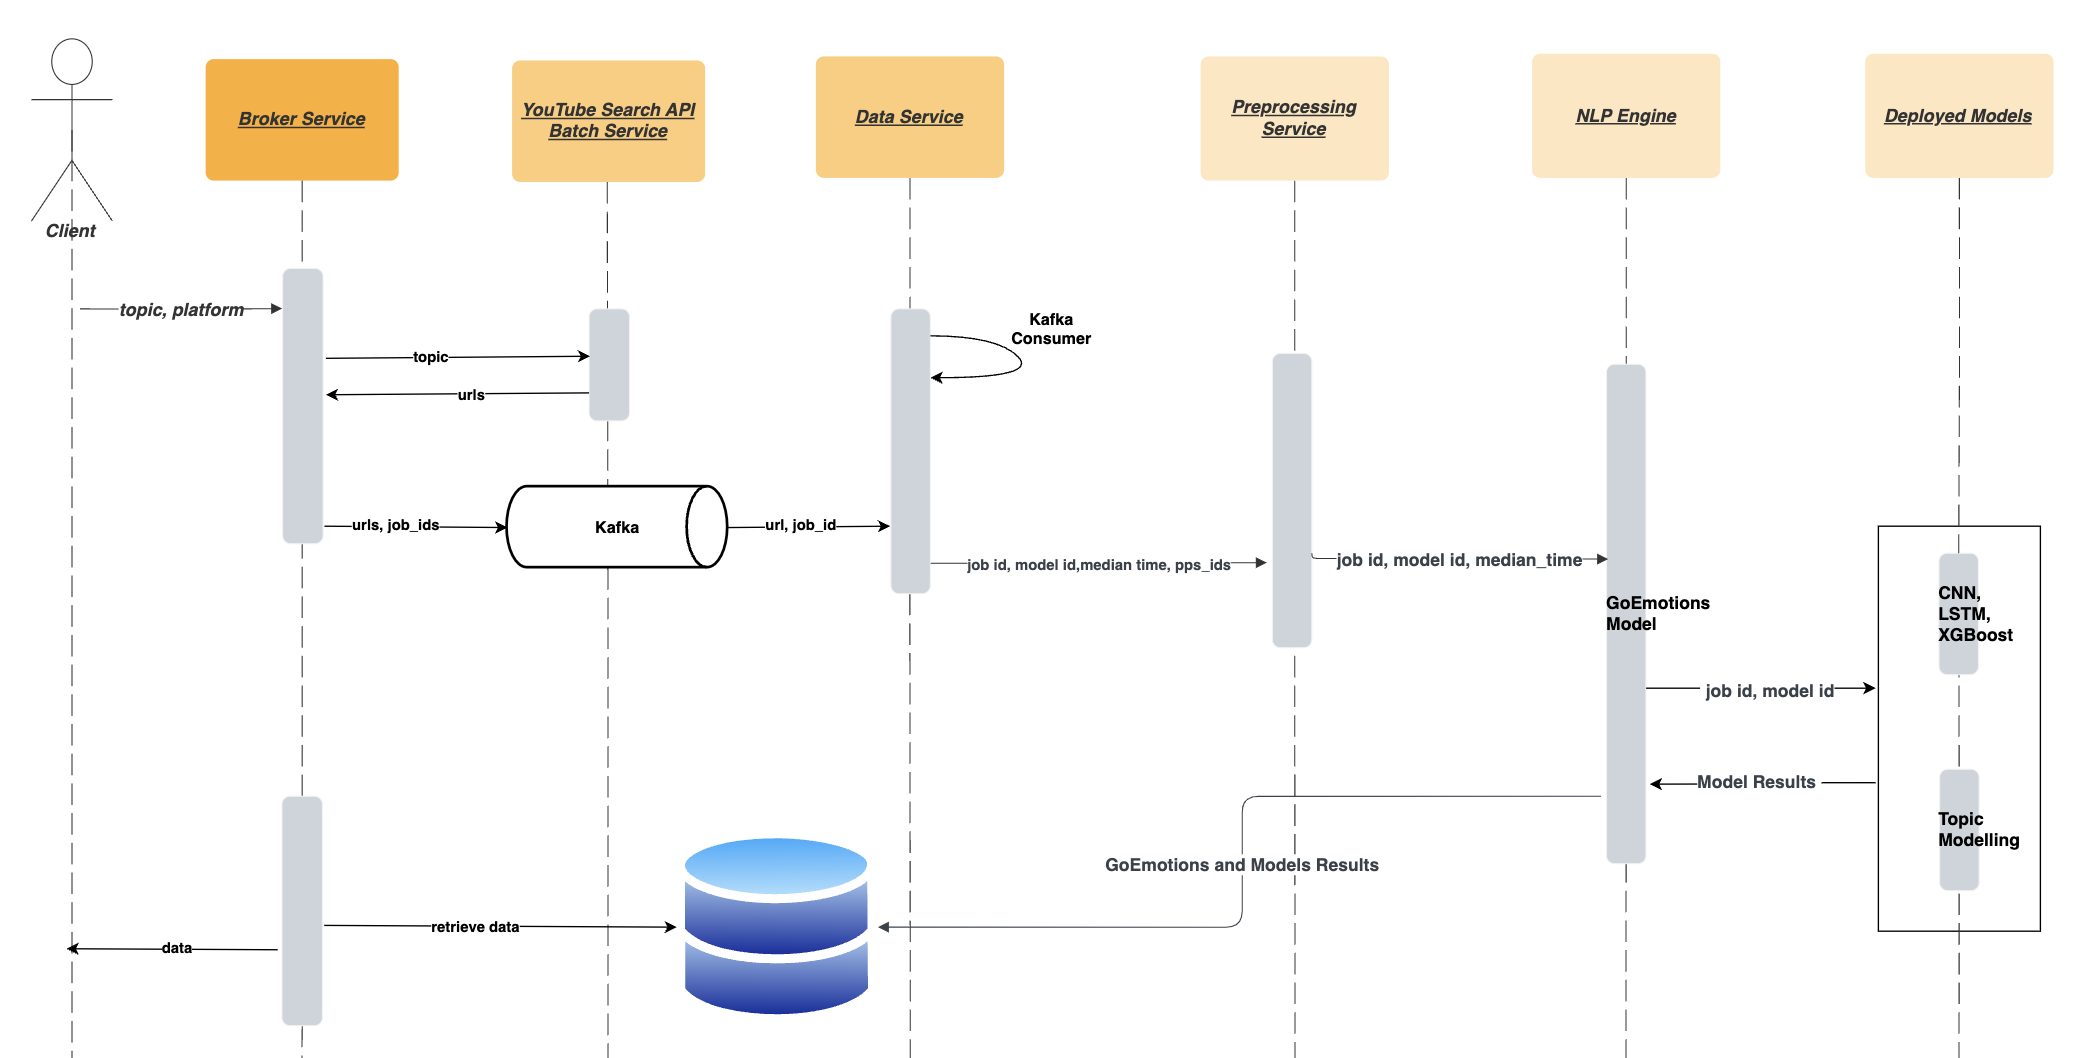 Broker Service
YouTube Search API
Batch Service
Data Service
Preprocessing
Service
NLP Engine
Deployed Models
Client
topic, platform
Kafka
Consumer
topic
urls
urls, job_ids
Kafka
url, job_id
job id, model id,median time, pps_ids
job id, model id, median_time
GoEmotions
Model
CNN,
LSTM,
XGBoost
job id, model id
Model Results
Topic
Modelling
GoEmotions and Models Results
retrieve data
data